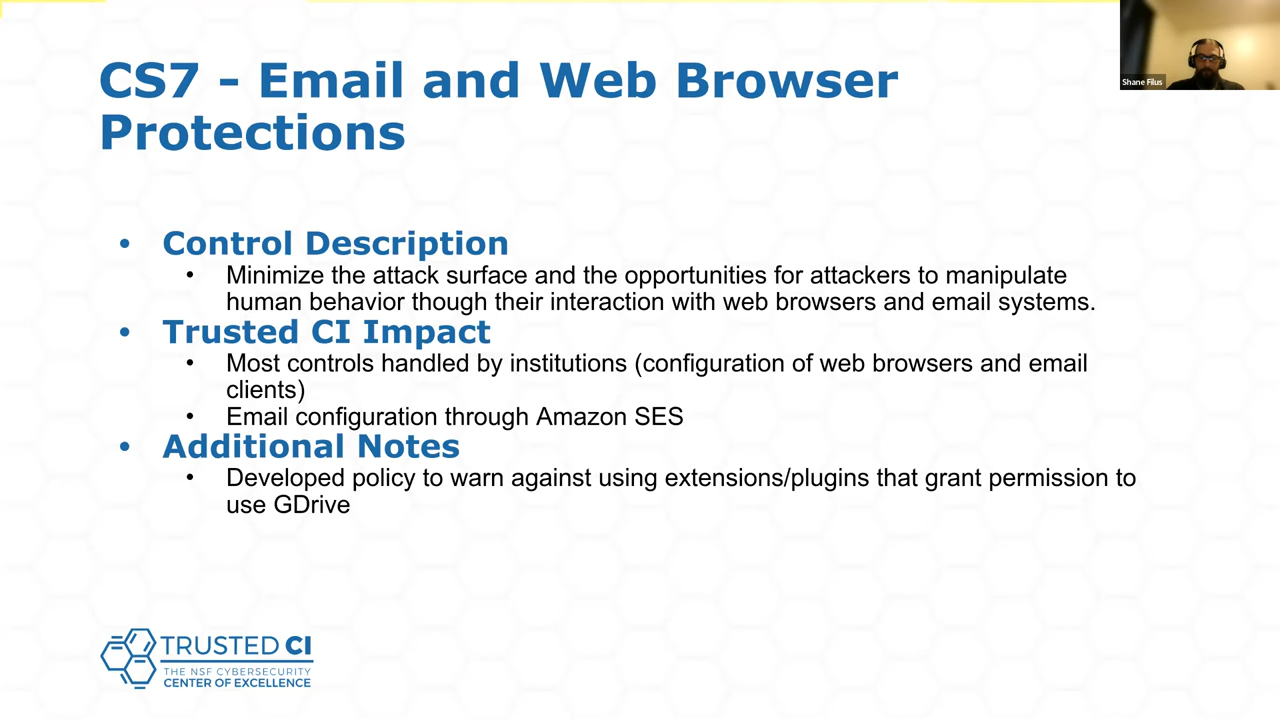 CS7 - Email and Web Browser
Protections
Shane Filus
• Control Description
• Minimize the attack surface and the opportunities for attackers to manipulate
human behavior though their interaction with web browsers and email systems.
• Trusted CI Impact
• Most controls handled by institutions (configuration of web browsers and email
clients)
• Email configuration through Amazon SES
• Additional Notes
• Developed policy to warn against using extensions/plugins that grant permission to
use GDrive
TRUSTED CI
THE NSF CYBERSECURITY
CENTER OF EXCELLENCE